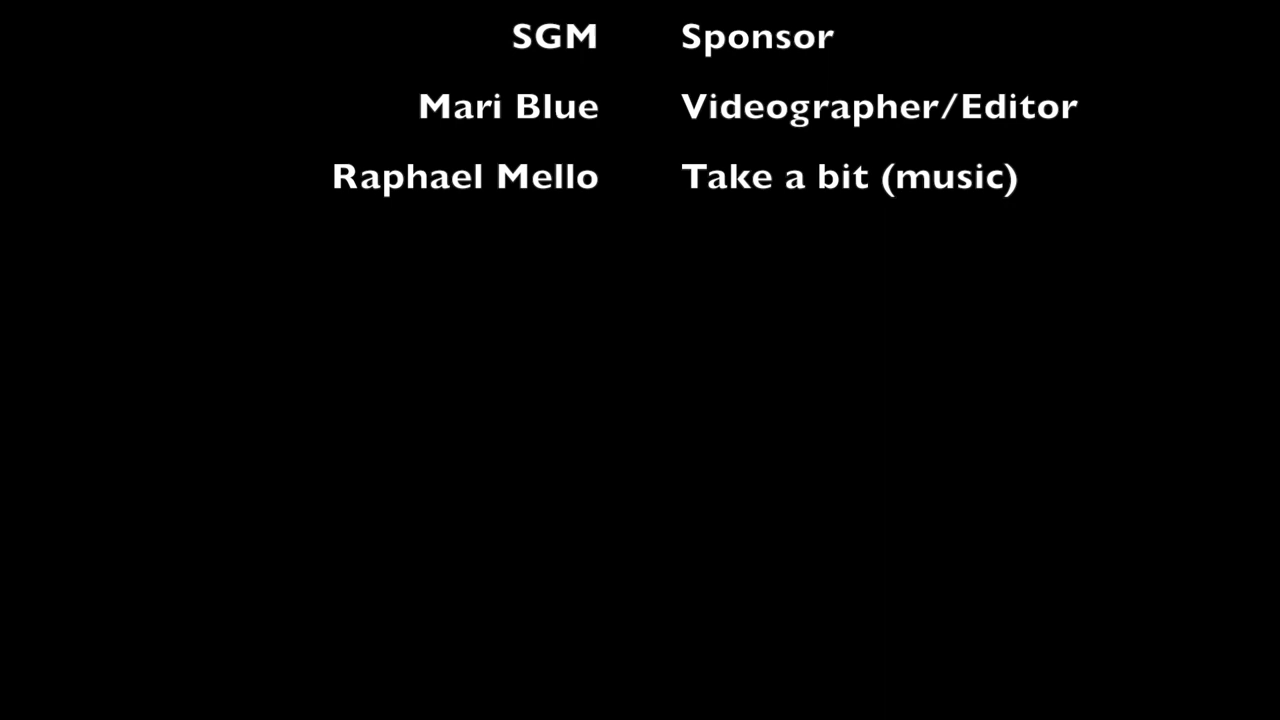 SGM Sponsor
Mari Blue Videographer/Editor
Raphael Mello Take a bit (music)